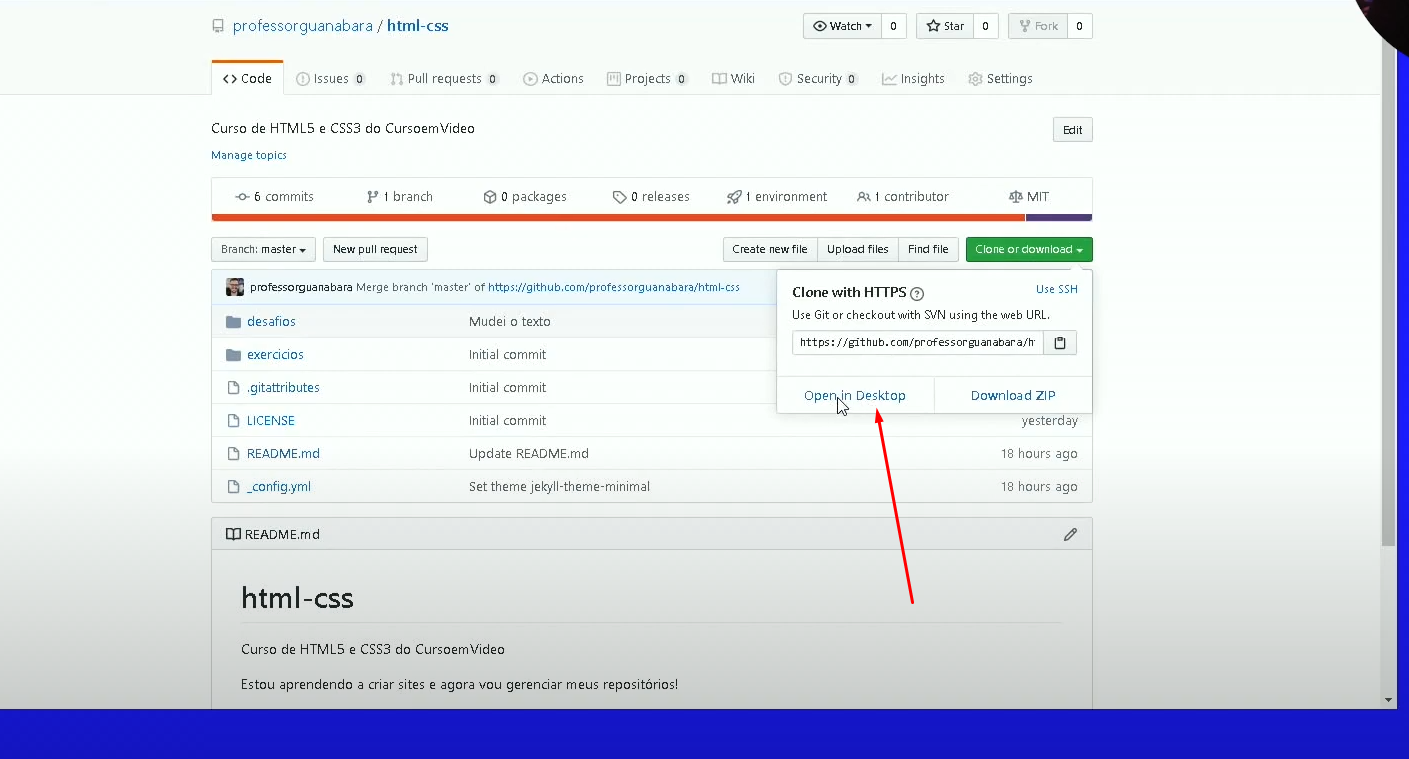 professorguanabara / html-css
Watch 0 Star 0 Fork 0
Code Issues 0 Pull requests 0 Actions Projects 0 Wiki Security 0 Insights Settings
Curso de HTML5 e CSS3 do CursoemVideo
Edit
Manage topics
6 commits 1 branch 0 packages 0 releases 1 environment 1 contributor MIT
Branch: master New pull request Create new file Upload files Find file Clone or download
professorguanabara Merge branch 'master' of https://github.com/professorguanabara/html-css
Clone with HTTPS ? Use SSH
Use Git or checkout with SVN using the web URL.
https://github.com/professorguanabara/h
Open in Desktop Download ZIP
desafios Mudei o texto
exercicios Initial commit
.gitattributes Initial commit
LICENSE Initial commit yesterday
README.md Update README.md 18 hours ago
_config.yml Set theme jekyll-theme-minimal 18 hours ago
README.md
html-css
Curso de HTML5 e CSS3 do CursoemVideo
Estou aprendendo a criar sites e agora vou gerenciar meus repositórios!